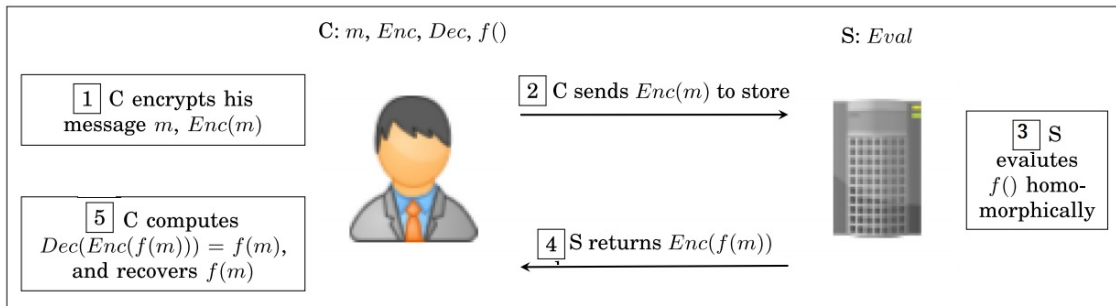 C: m, Enc, Dec, f()
S: Eval
1 C encrypts his
message m, Enc(m)
2 C sends Enc(m) to store
3 S
evalutes
f() homo-
morphically
4 S returns Enc(f(m))
5 C computes
Dec(Enc(f(m))) = f(m),
and recovers f(m)